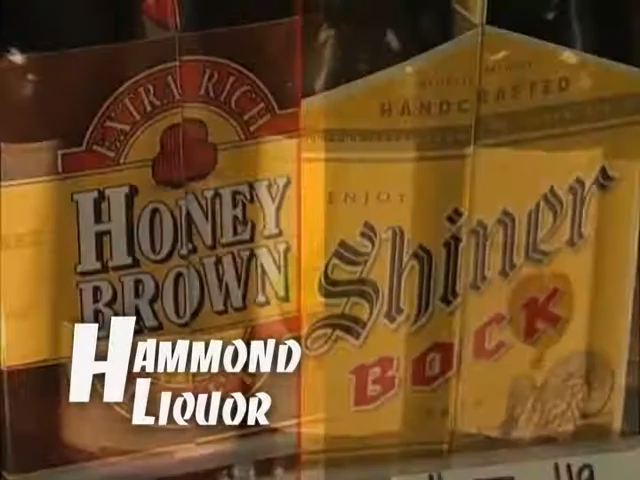 EXTRA RICH
HONEY
BROWN
HANDCRAFTED
ENJOY
Shiner
BOCK
HAMMOND
LIQUOR